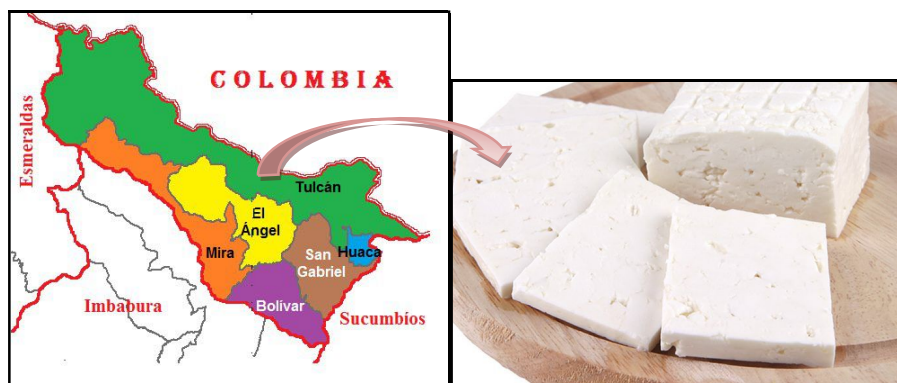 COLOMBIA
Esmeraldas
Tulcán
El
Ángel
Mira
San
Gabriel
Huaca
Bolívar
Imbabura
Sucumbíos